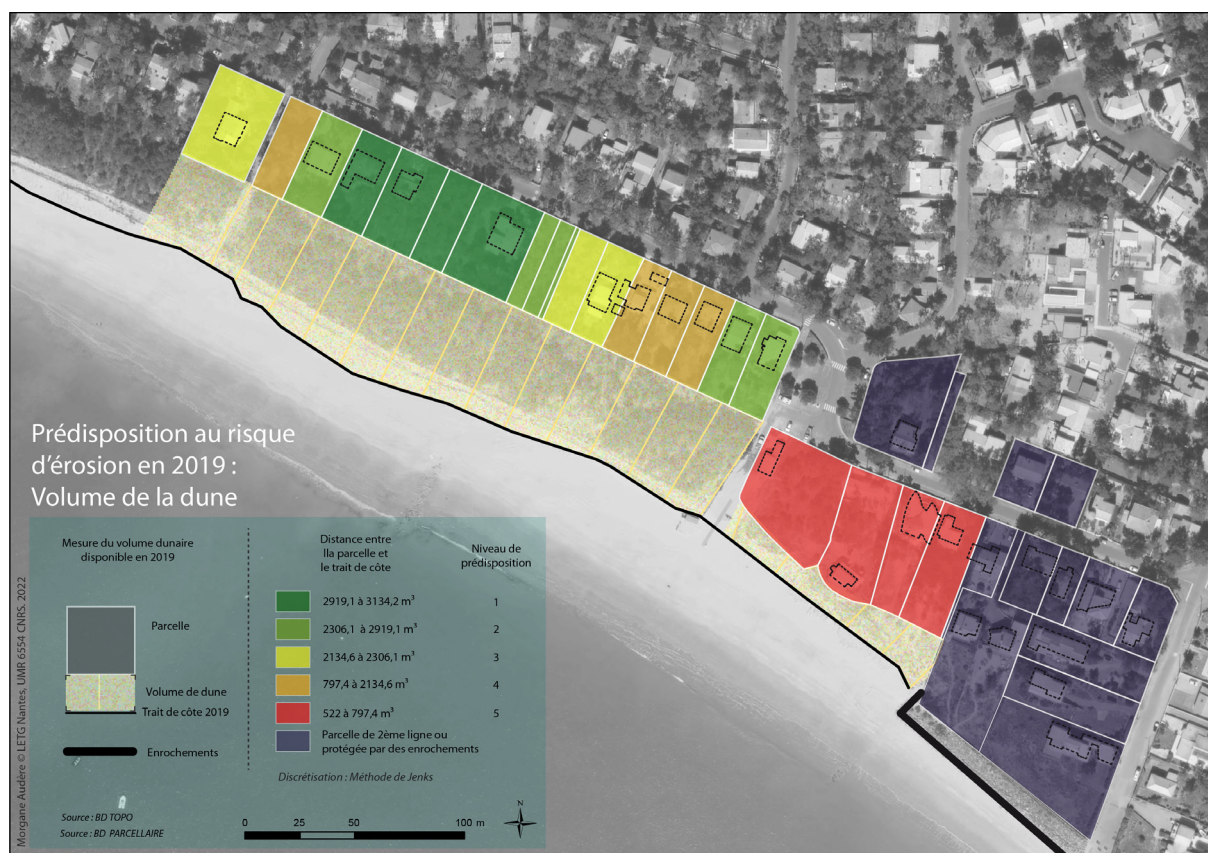 Prédisposition au risque
d'érosion en 2019 :
Volume de la dune
Mesure du volume dunaire
disponible en 2019
Parcelle
Volume de dune
Trait de côte 2019
Enrochements
Source : BD TOPO
Source : BD PARCELLAIRE
Distance entre
lla parcelle et
le trait de côte
Niveau de
prédisposition
2919,1 à 3134,2 m³ 1
2306,1 à 2919,1 m³ 2
2134,6 à 2306,1 m³ 3
797,4 à 2134,6 m³ 4
522 à 797,4 m³ 5
Parcelle de 2ème ligne ou
protégée par des enrochements
Discrétisation : Méthode de Jenks
0 50 100 m
N
Morgane Audère © LETG Nantes, UMR 6554 CNRS, 2022